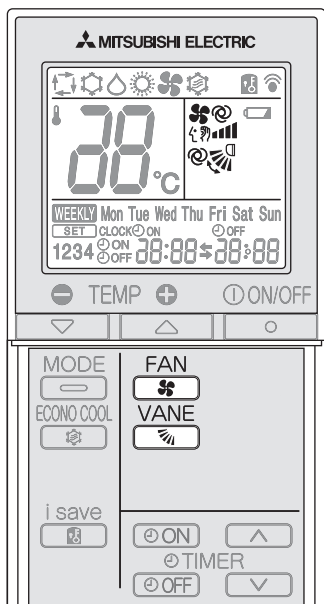 MITSUBISHI ELECTRIC
88°C
WEEKLY Mon Tue Wed Thu Fri Sat Sun
SET CLOCK ON OFF
1234 ON OFF 88:88 88:88
TEMP ON/OFF
MODE FAN
ECONO COOL VANE
i save
ON
TIMER
OFF